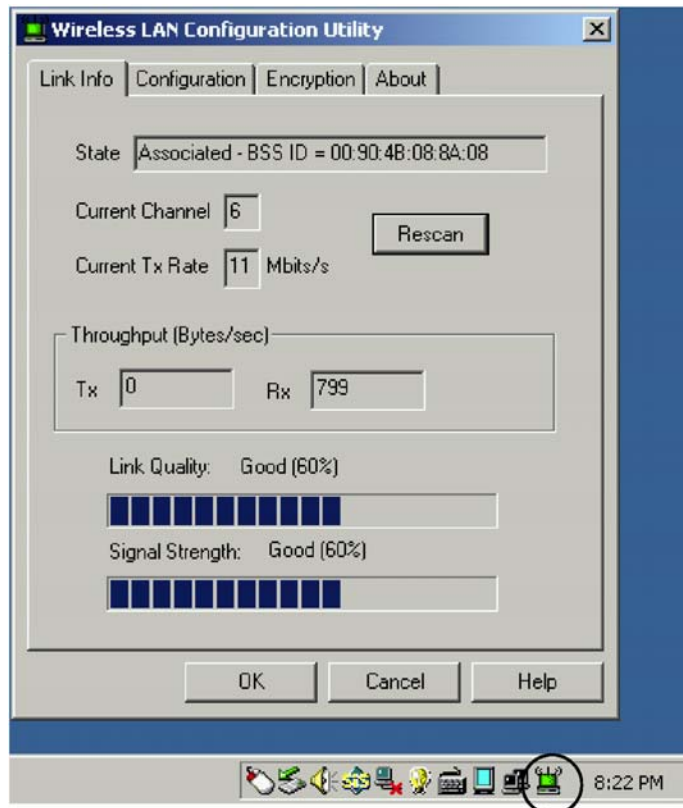 Wireless LAN Configuration Utility
Link Info Configuration Encryption About
State Associated - BSS ID = 00:90:4B:08:8A:08
Current Channel 6
Rescan
Current Tx Rate 11 Mbits/s
Throughput (Bytes/sec)
Tx 0 Rx 799
Link Quality: Good (60%)
Signal Strength: Good (60%)
OK Cancel Help
8:22 PM